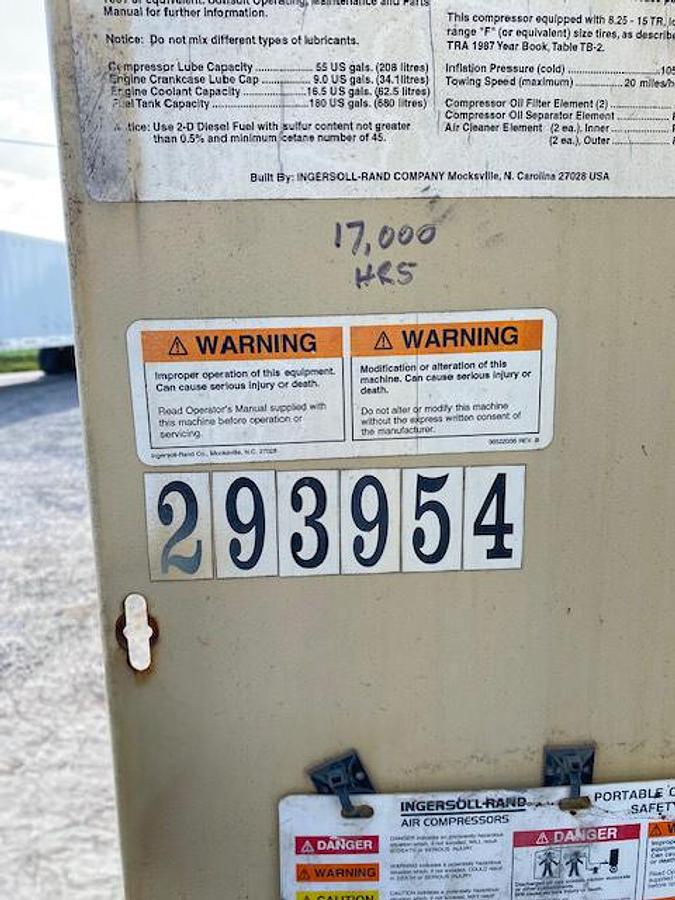 Manual for further information.
Notice: Do not mix different types of lubricants.
Compressor Lube Capacity 55 US gals. (208 litres)
Engine Crankcase Lube Cap 9.0 US gals. (34.1litres)
Engine Coolant Capacity 16.5 US gals. (62.5 litres)
Fuel Tank Capacity 180 US gals. (680 litres)
tice: Use 2-D Diesel Fuel with sulfur content not greater
than 0.5% and minimum cetane number of 45.
This compressor equipped with 8.25 - 15 TR, lo
range "F" (or equivalent) size tires, as describe
TRA 1987 Year Book, Table TB-2.
Inflation Pressure (cold) 105
Towing Speed (maximum) 20 miles/h
Compressor Oil Filter Element (2)
Compressor Oil Separator Element
Air Cleaner Element (2 ea.), Inner
(2 ea.), Outer
Built By: INGERSOLL-RAND COMPANY Mocksville, N. Carolina 27028 USA
17,000
HRS
⚠ WARNING
Improper operation of this equipment.
Can cause serious injury or death.
Read Operator's Manual supplied with
this machine before operation or
servicing.
⚠ WARNING
Modification or alteration of this
machine. Can cause serious injury or
death.
Do not alter or modify this machine
without the express written consent of
the manufacturer.
Ingersoll-Rand Co., Mocksville, N.C. 27028
293954
INGERSOLL-RAND
AIR COMPRESSORS
PORTABLE C
SAFETY
⚠ DANGER
⚠ WARNING
⚠ CAUTION
⚠ DANGER